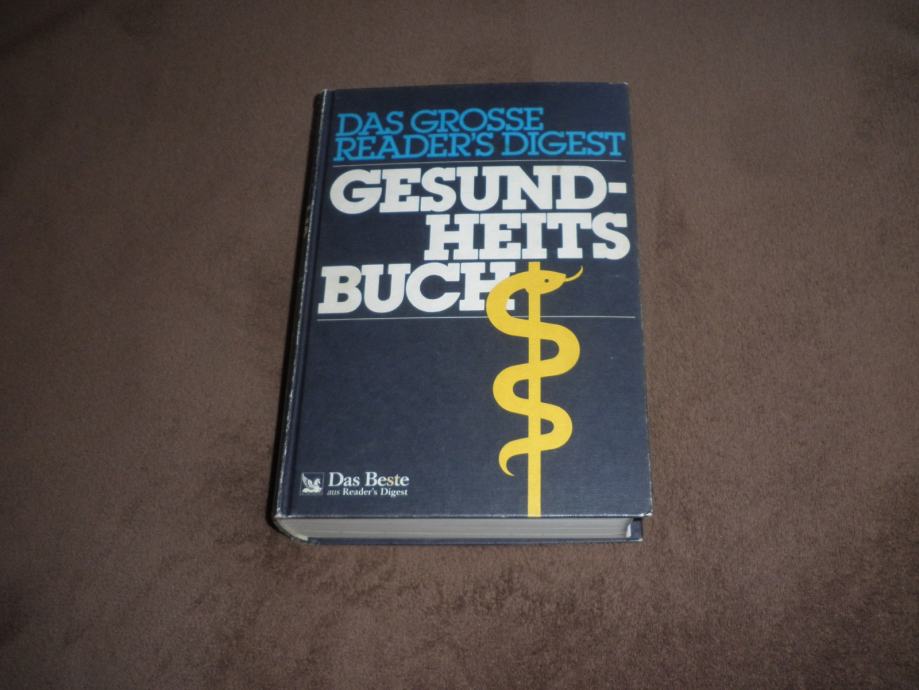 DAS GROSSE
READER'S DIGEST
GESUND-
HEITS
BUCH
Das Beste
aus Reader's Digest